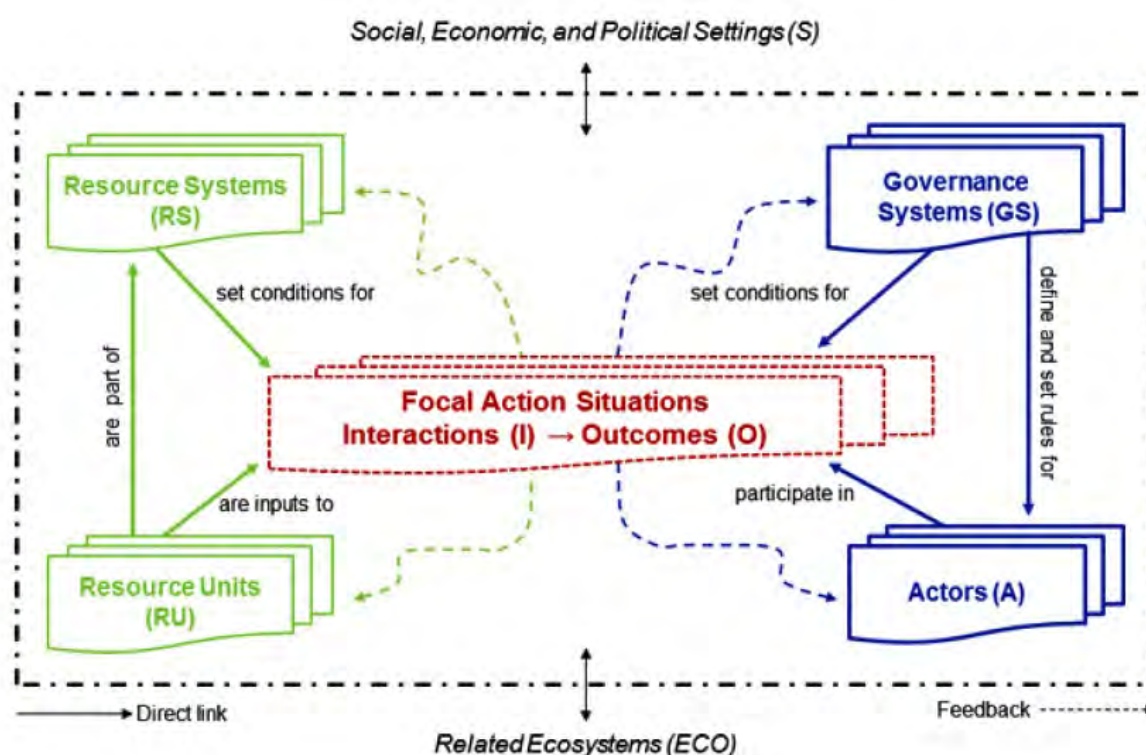 Social, Economic, and Political Settings (S)
Resource Systems
(RS)
Governance
Systems (GS)
set conditions for
set conditions for
are part of
define and set rules for
Focal Action Situations
Interactions (I) → Outcomes (O)
are inputs to
participate in
Resource Units
(RU)
Actors (A)
Direct link
Feedback
Related Ecosystems (ECO)